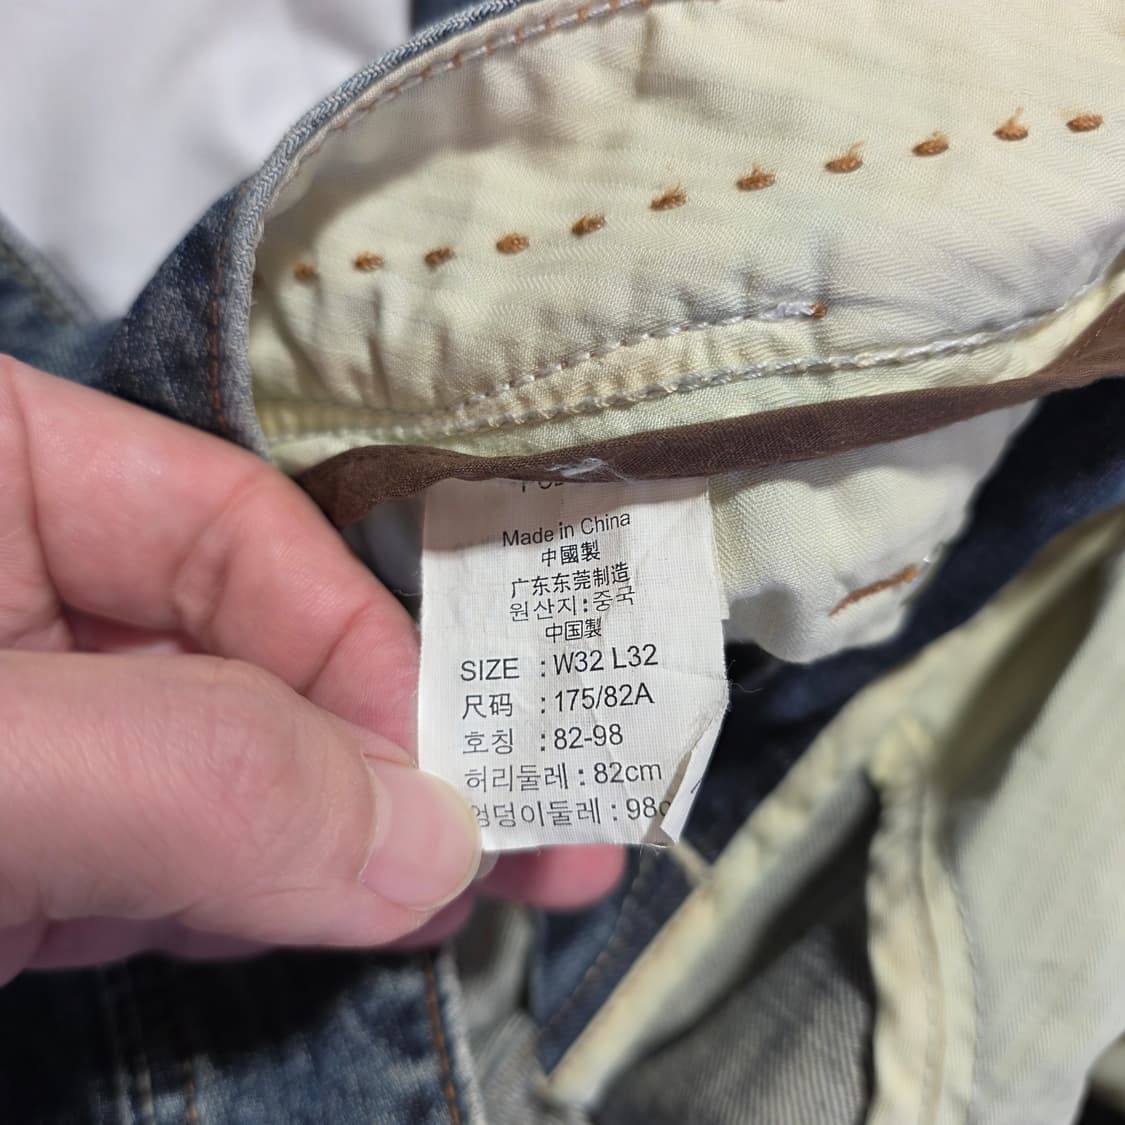 Made in China
中國製
广东东莞制造
원산지:중국
中国製
SIZE : W32 L32
尺码 : 175/82A
호칭 : 82-98
허리둘레 : 82cm
엉덩이둘레 : 98c